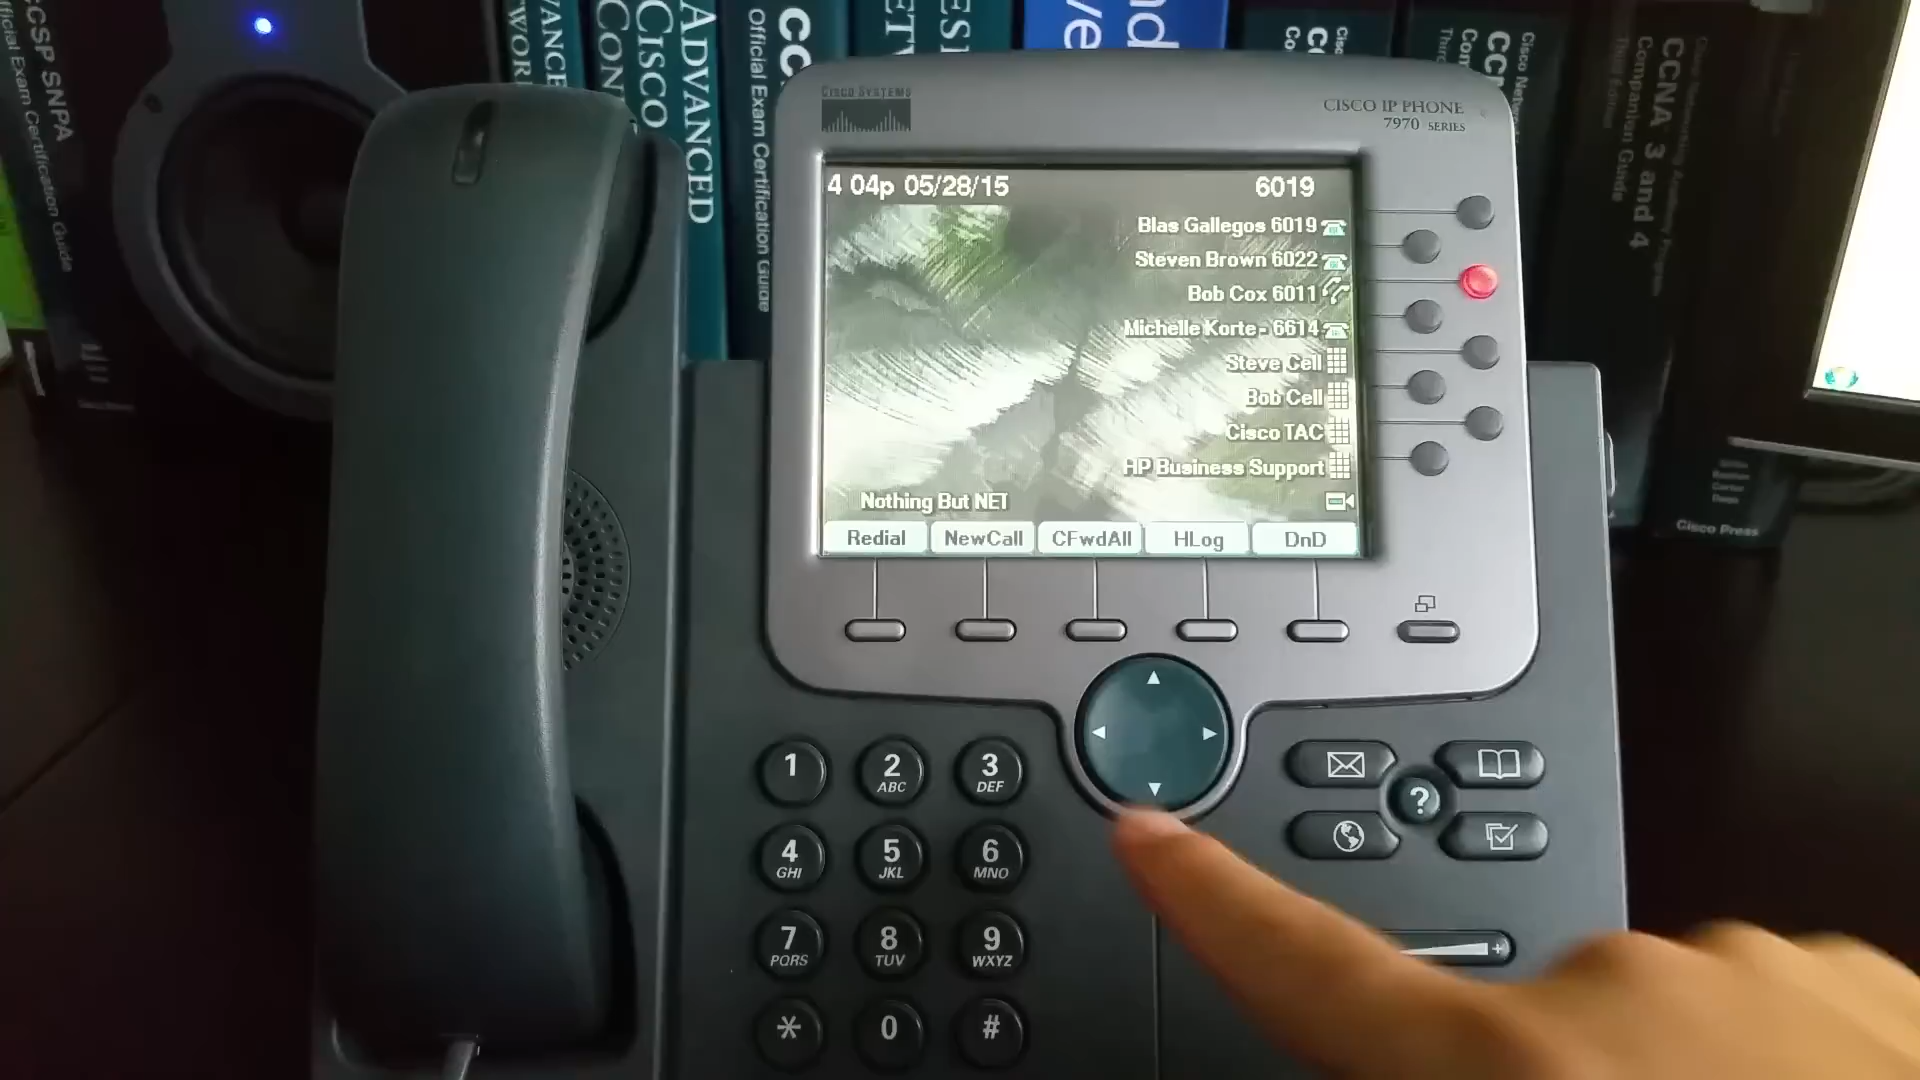 CCSP SNPA
Official Exam Certification Guide
CISCO
ADVANCED
Official Exam Certification Guide
CCNA 3 and 4
Companion Guide
Third Edition
Cisco Press
CISCO SYSTEMS
CISCO IP PHONE
7970 SERIES
4 04p 05/28/15
6019
Blas Gallegos 6019
Steven Brown 6022
Bob Cox 6011
Michelle Korte - 6614
Steve Cell
Bob Cell
Cisco TAC
HP Business Support
Nothing But NET
Redial NewCall CFwdAll HLog DnD
1 2 3
ABC DEF
4 5 6
GHI JKL MNO
7 8 9
PQRS TUV WXYZ
* 0 #
?
+